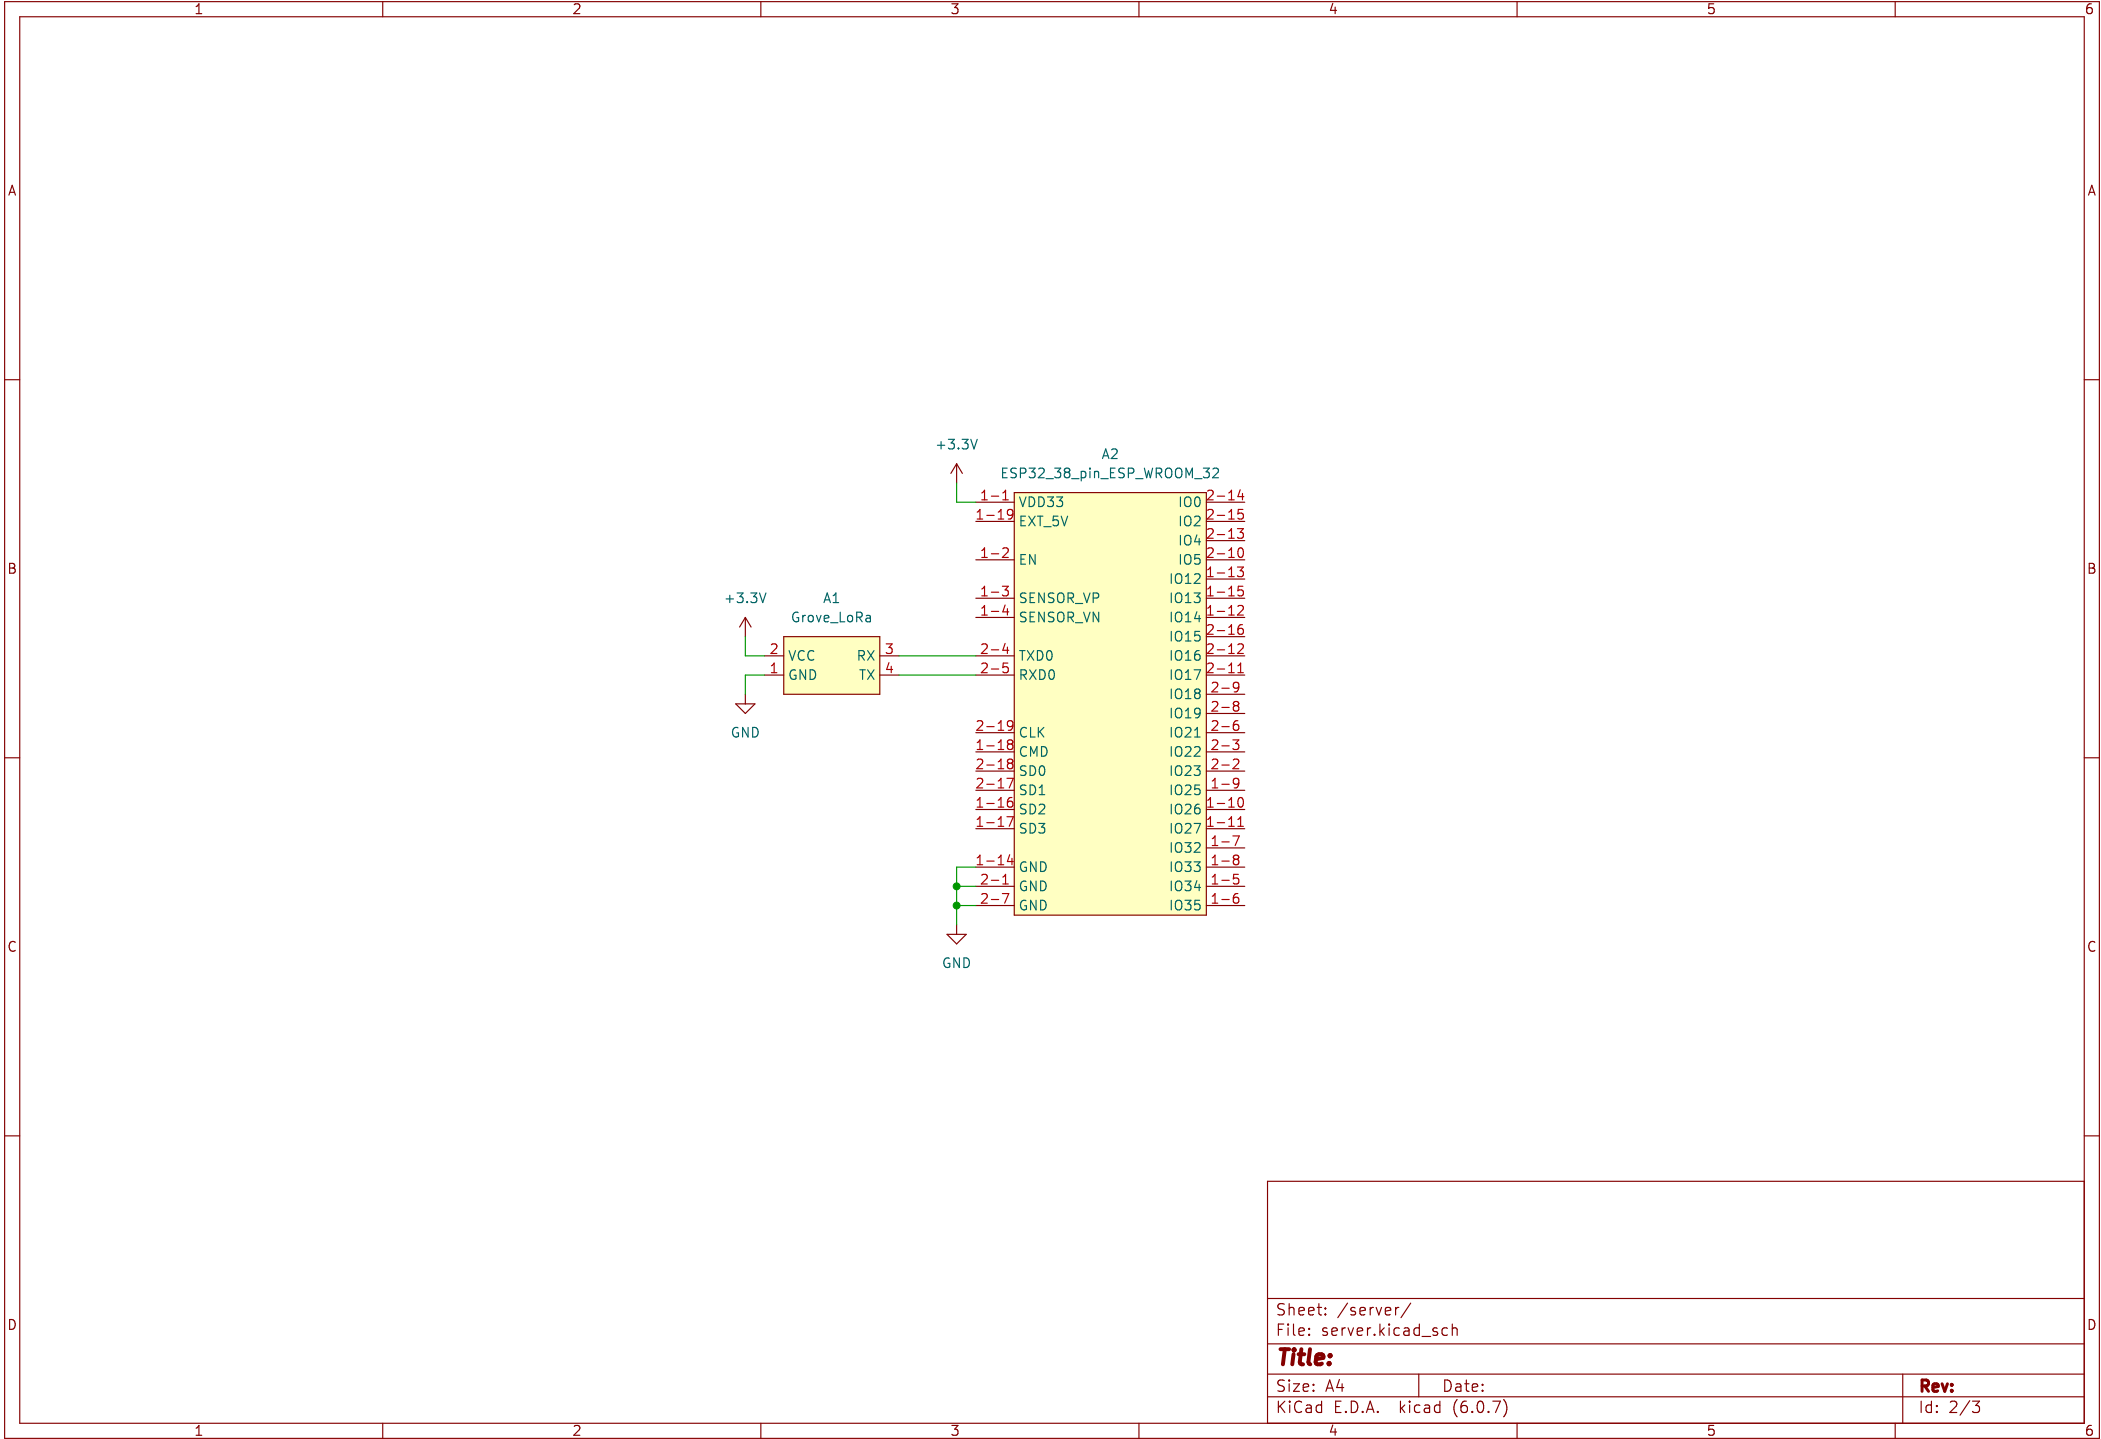 1 2 3 4 5 6
A A
+3.3V
A2
ESP32_38_pin_ESP_WROOM_32
1-1 VDD33 IO0 2-14
1-19 EXT_5V IO2 2-15
IO4 2-13
1-2 EN IO5 2-10
B B
IO12 1-13
+3.3V A1 1-3 SENSOR_VP IO13 1-15
Grove_LoRa 1-4 SENSOR_VN IO14 1-12
IO15 2-16
2 VCC RX 3 2-4 TXD0 IO16 2-12
1 GND TX 4 2-5 RXD0 IO17 2-11
IO18 2-9
IO19 2-8
GND 2-19 CLK IO21 2-6
1-18 CMD IO22 2-3
2-18 SD0 IO23 2-2
2-17 SD1 IO25 1-9
1-16 SD2 IO26 1-10
1-17 SD3 IO27 1-11
IO32 1-7
1-14 GND IO33 1-8
2-1 GND IO34 1-5
2-7 GND IO35 1-6
C C
GND
Sheet: /server/
D D
File: server.kicad_sch
Title:
Size: A4 Date: Rev:
KiCad E.D.A. kicad (6.0.7) Id: 2/3
1 2 3 4 5 6